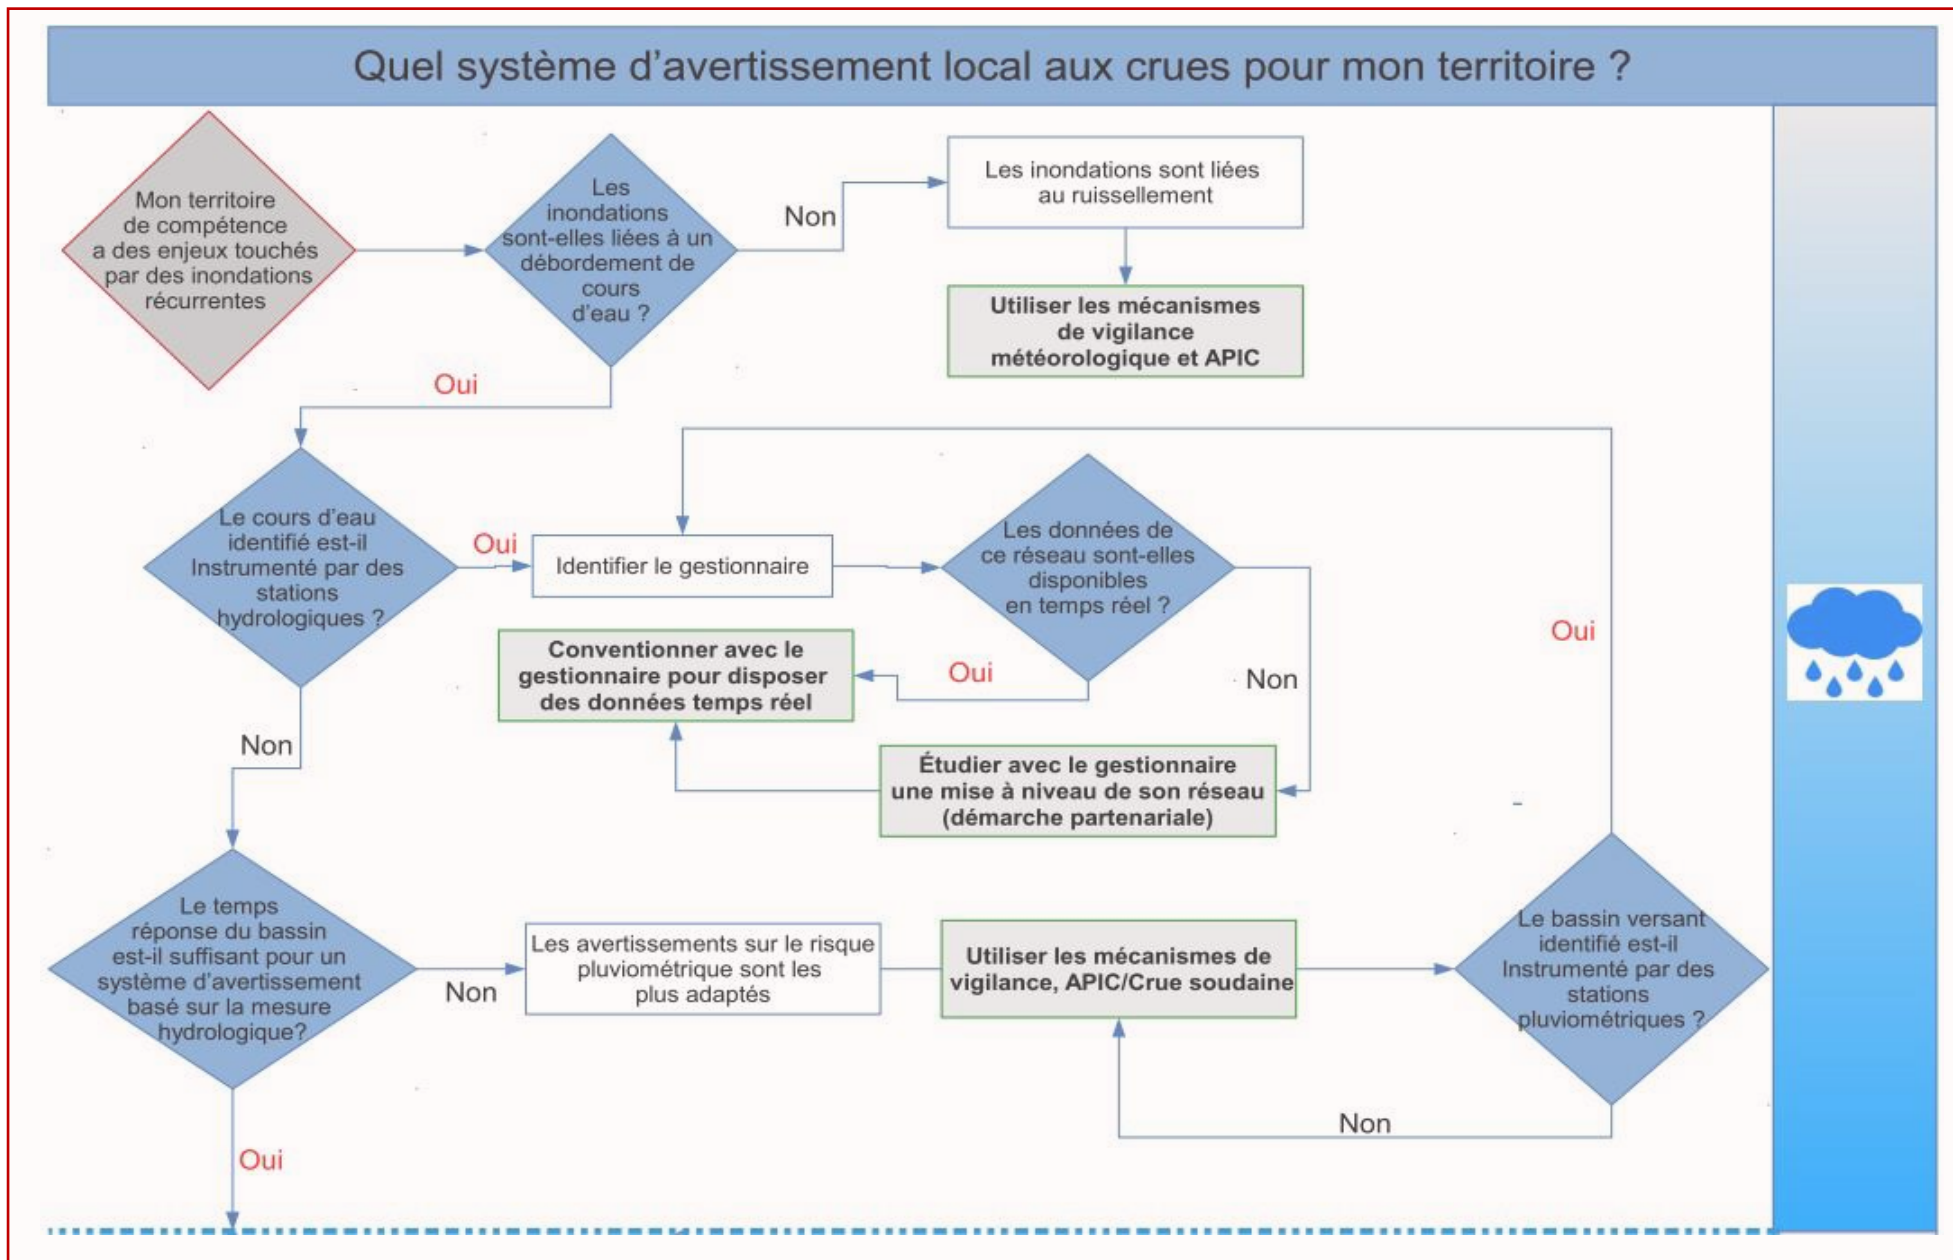 Quel système d’avertissement local aux crues pour mon territoire ?
Mon territoire
de compétence
a des enjeux touchés
par des inondations
récurrentes
Les
inondations
sont-elles liées à un
débordement de
cours
d’eau ?
Non
Les inondations sont liées
au ruissellement
Utiliser les mécanismes
de vigilance
météorologique et APIC
Oui
Le cours d’eau
identifié est-il
Instrumenté par des
stations
hydrologiques ?
Oui
Identifier le gestionnaire
Les données de
ce réseau sont-elles
disponibles
en temps réel ?
Oui
Non
Conventionner avec le
gestionnaire pour disposer
des données temps réel
Étudier avec le gestionnaire
une mise à niveau de son réseau
(démarche partenariale)
Oui
Non
Le temps
réponse du bassin
est-il suffisant pour un
système d’avertissement
basé sur la mesure
hydrologique?
Non
Les avertissements sur le risque
pluviométrique sont les
plus adaptés
Utiliser les mécanismes de
vigilance, APIC/Crue soudaine
Le bassin versant
identifié est-il
Instrumenté par des
stations
pluviométriques ?
Non
Oui